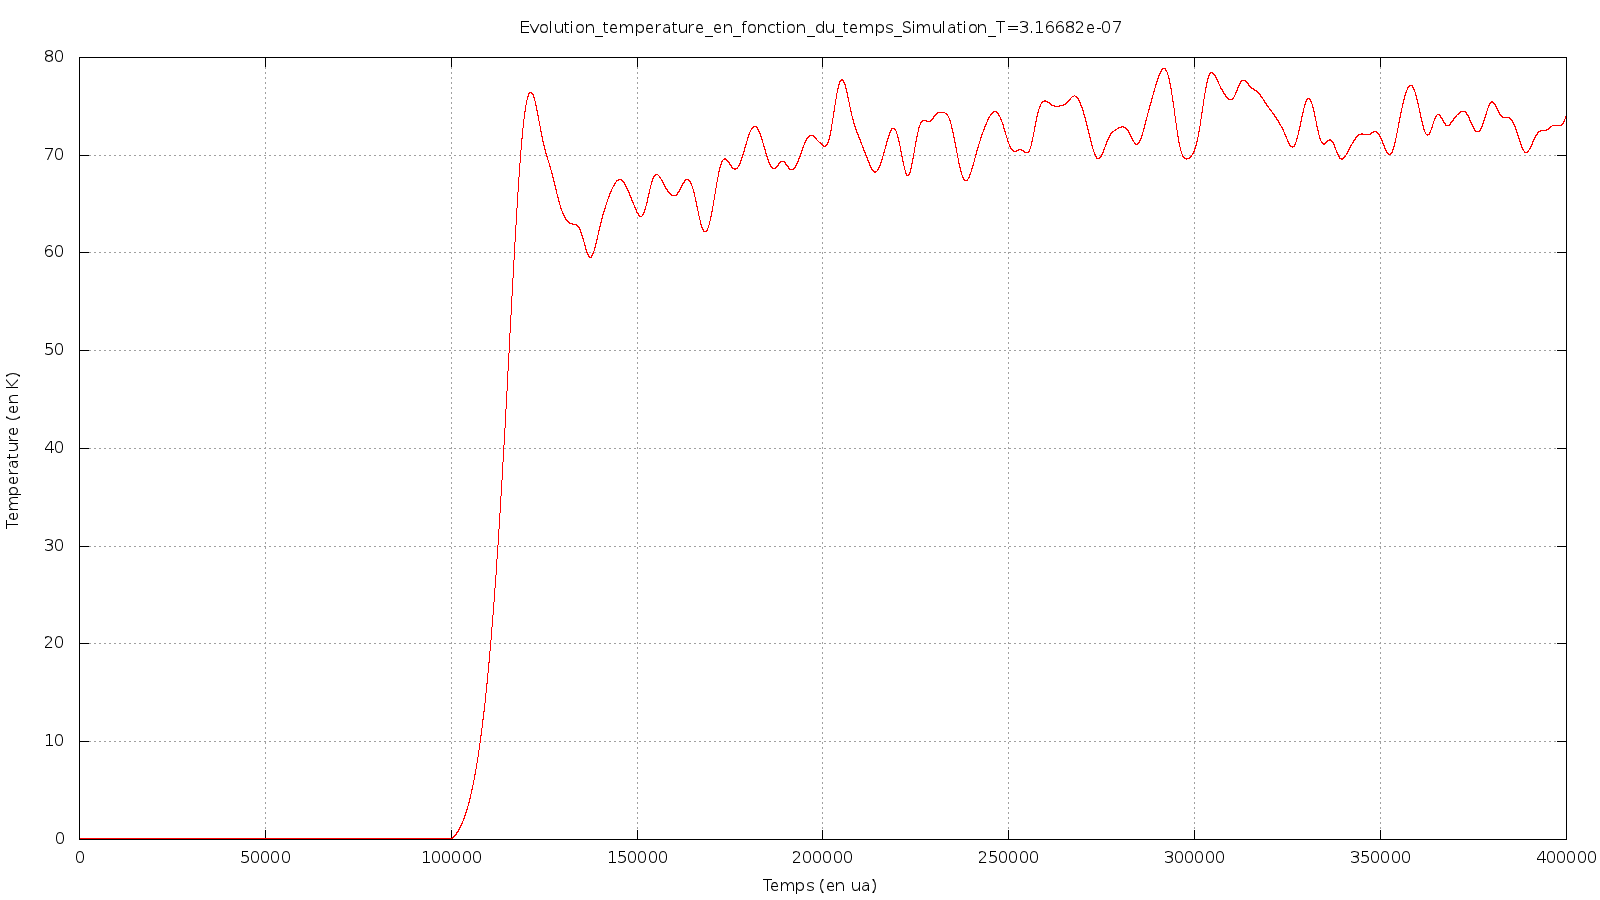 Evolution_temperature_en_fonction_du_temps_Simulation_T=3.16682e-07
80
70
60
50
40
30
20
10
0
Temperature (en K)
0 50000 100000 150000 200000 250000 300000 350000 400000
Temps (en ua)